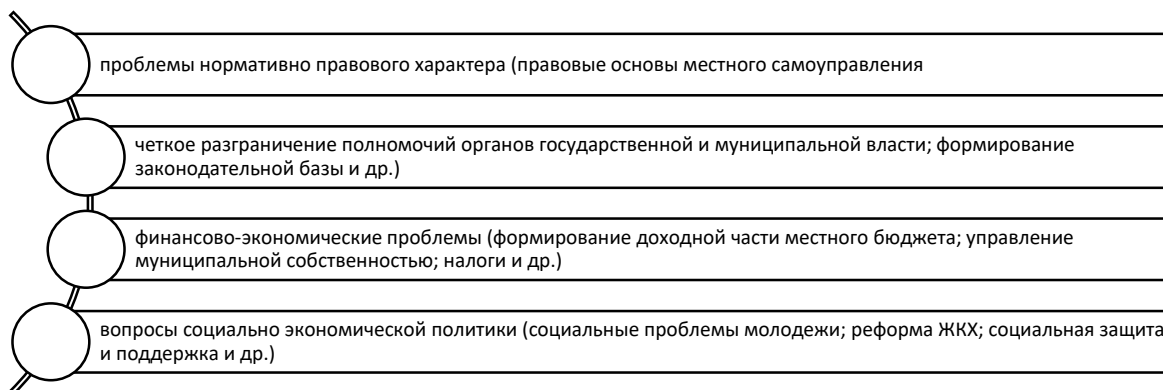 проблемы нормативно правового характера (правовые основы местного самоуправления
четкое разграничение полномочий органов государственной и муниципальной власти; формирование
законодательной базы и др.)
финансово-экономические проблемы (формирование доходной части местного бюджета; управление
муниципальной собственностью; налоги и др.)
вопросы социально экономической политики (социальные проблемы молодежи; реформа ЖКХ; социальная защита
и поддержка и др.)